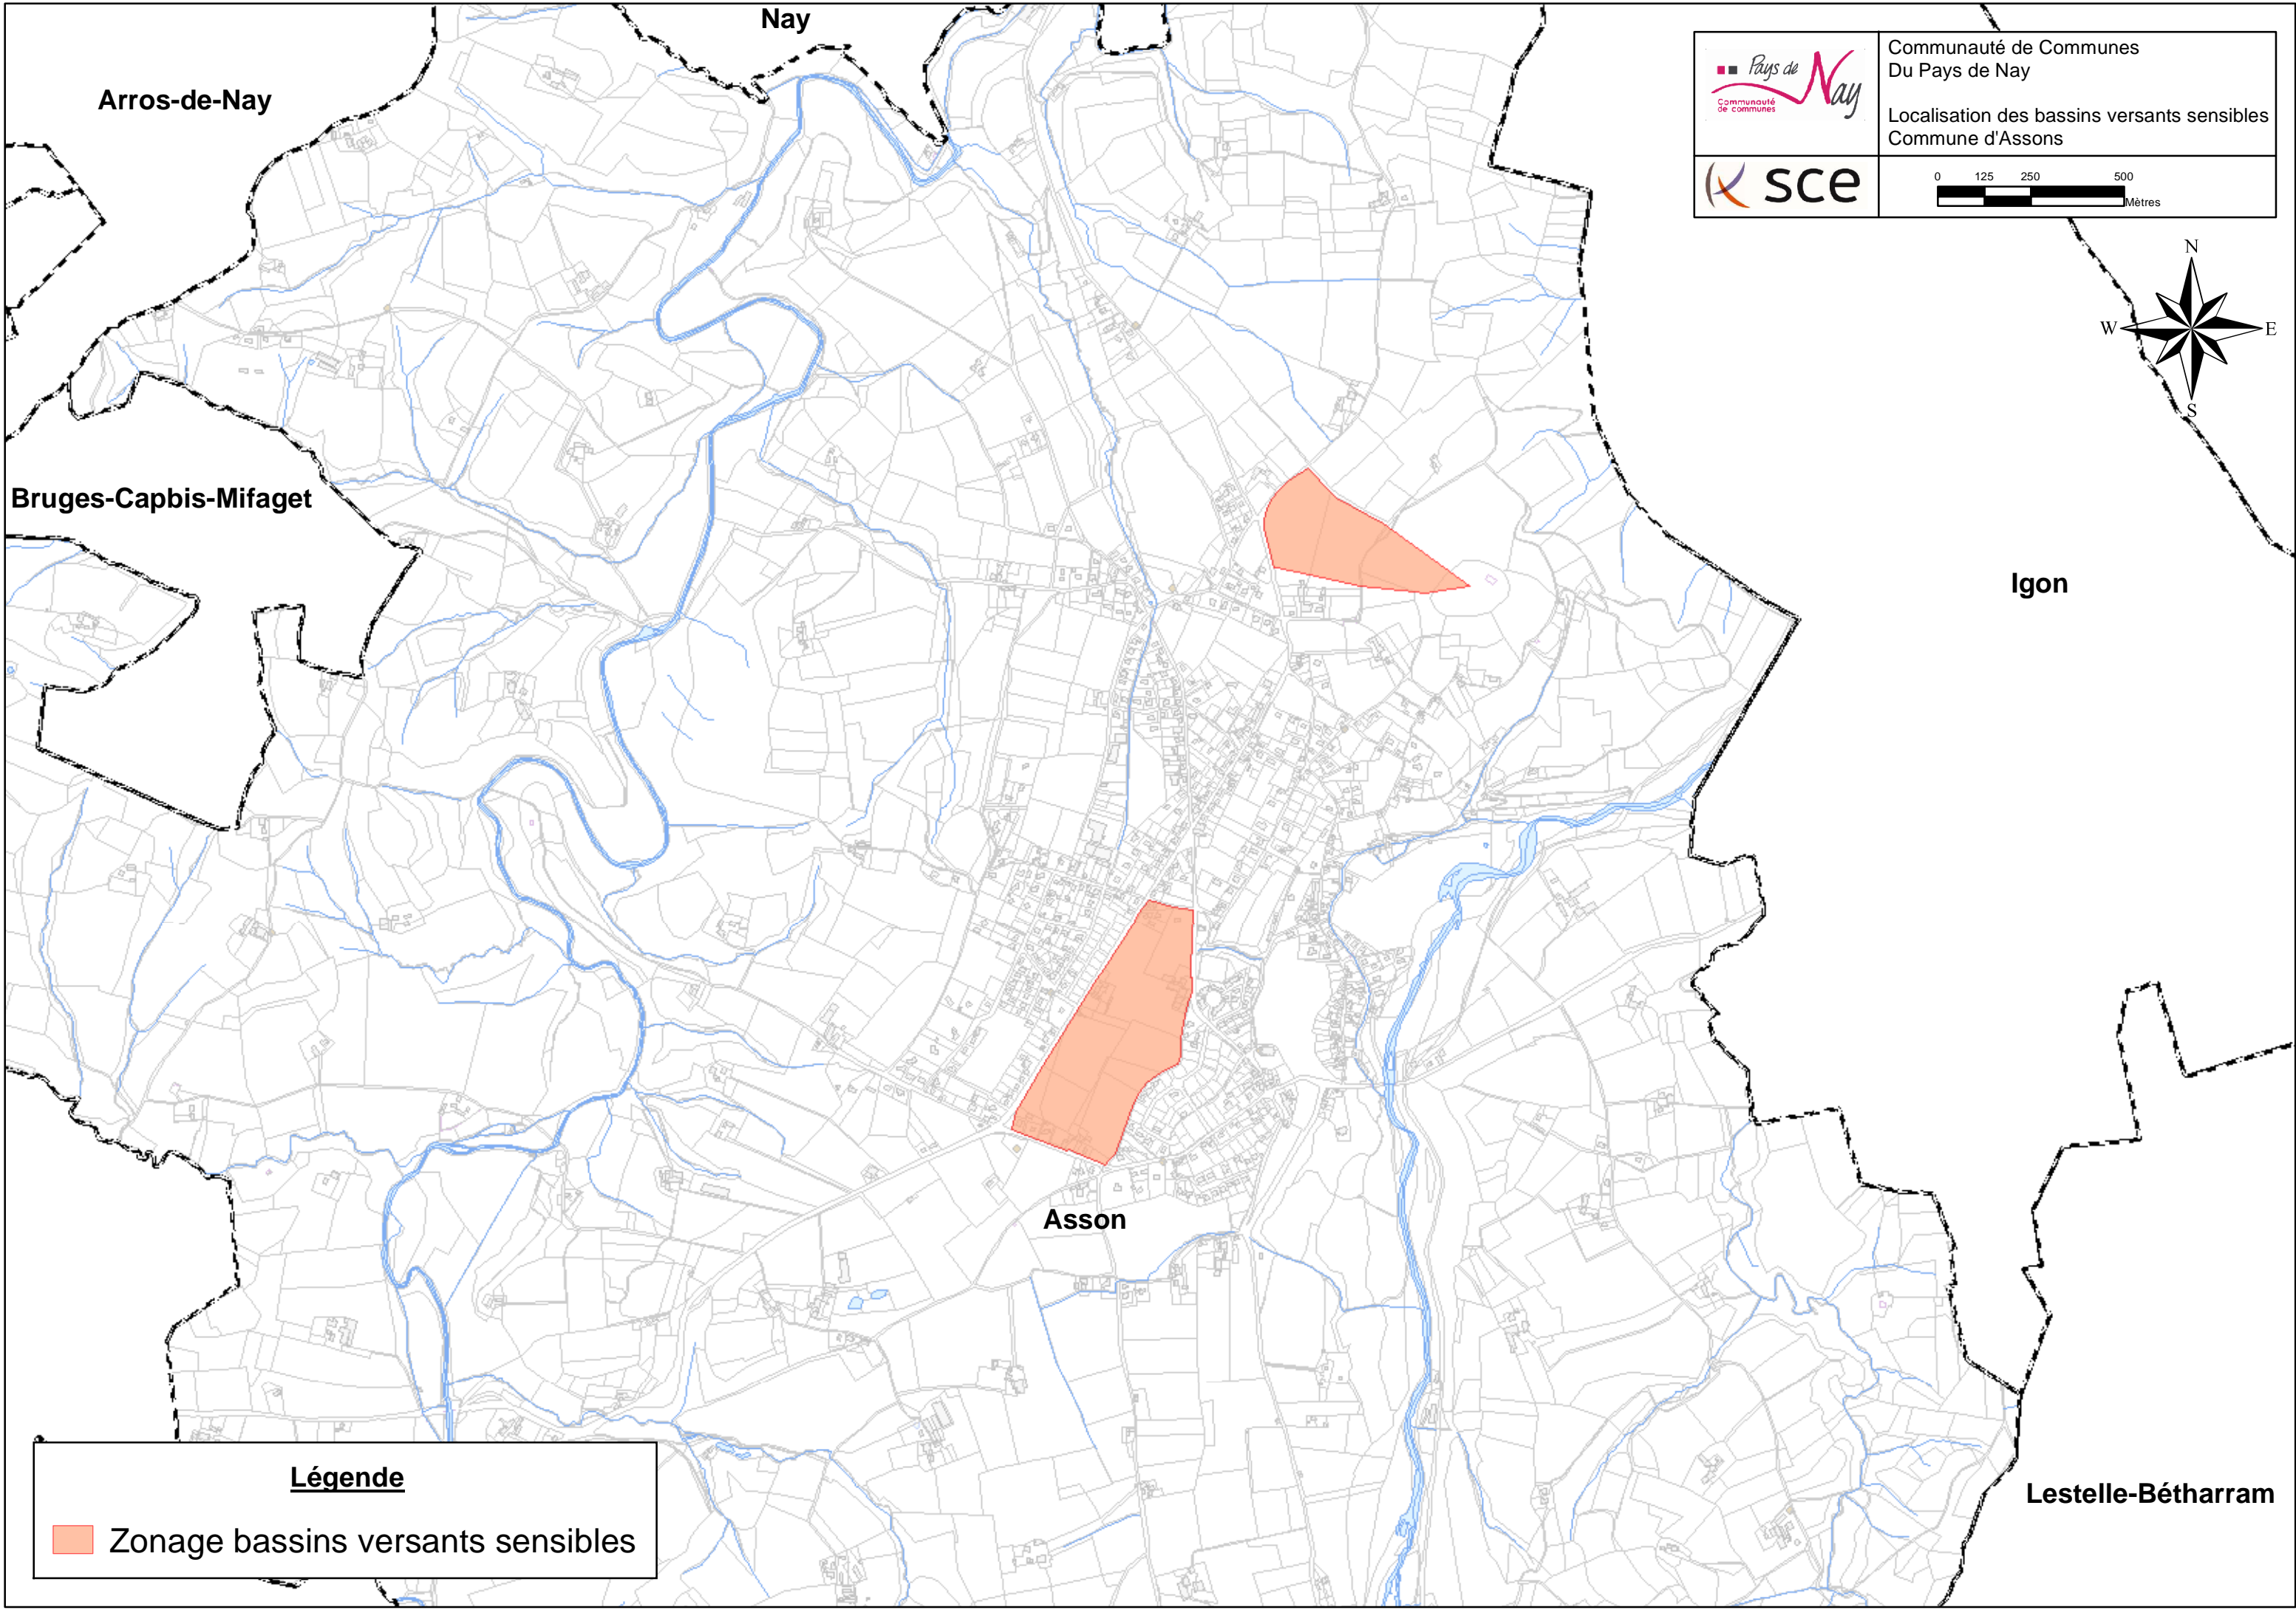 Nay
Arros-de-Nay
Pays de Nay
Communauté
de communes
Communauté de Communes
Du Pays de Nay
Localisation des bassins versants sensibles
Commune d'Assons
sce
0 125 250 500
Mètres
N
W E
S
Bruges-Capbis-Mifaget
Igon
Asson
Légende
Zonage bassins versants sensibles
Lestelle-Bétharram